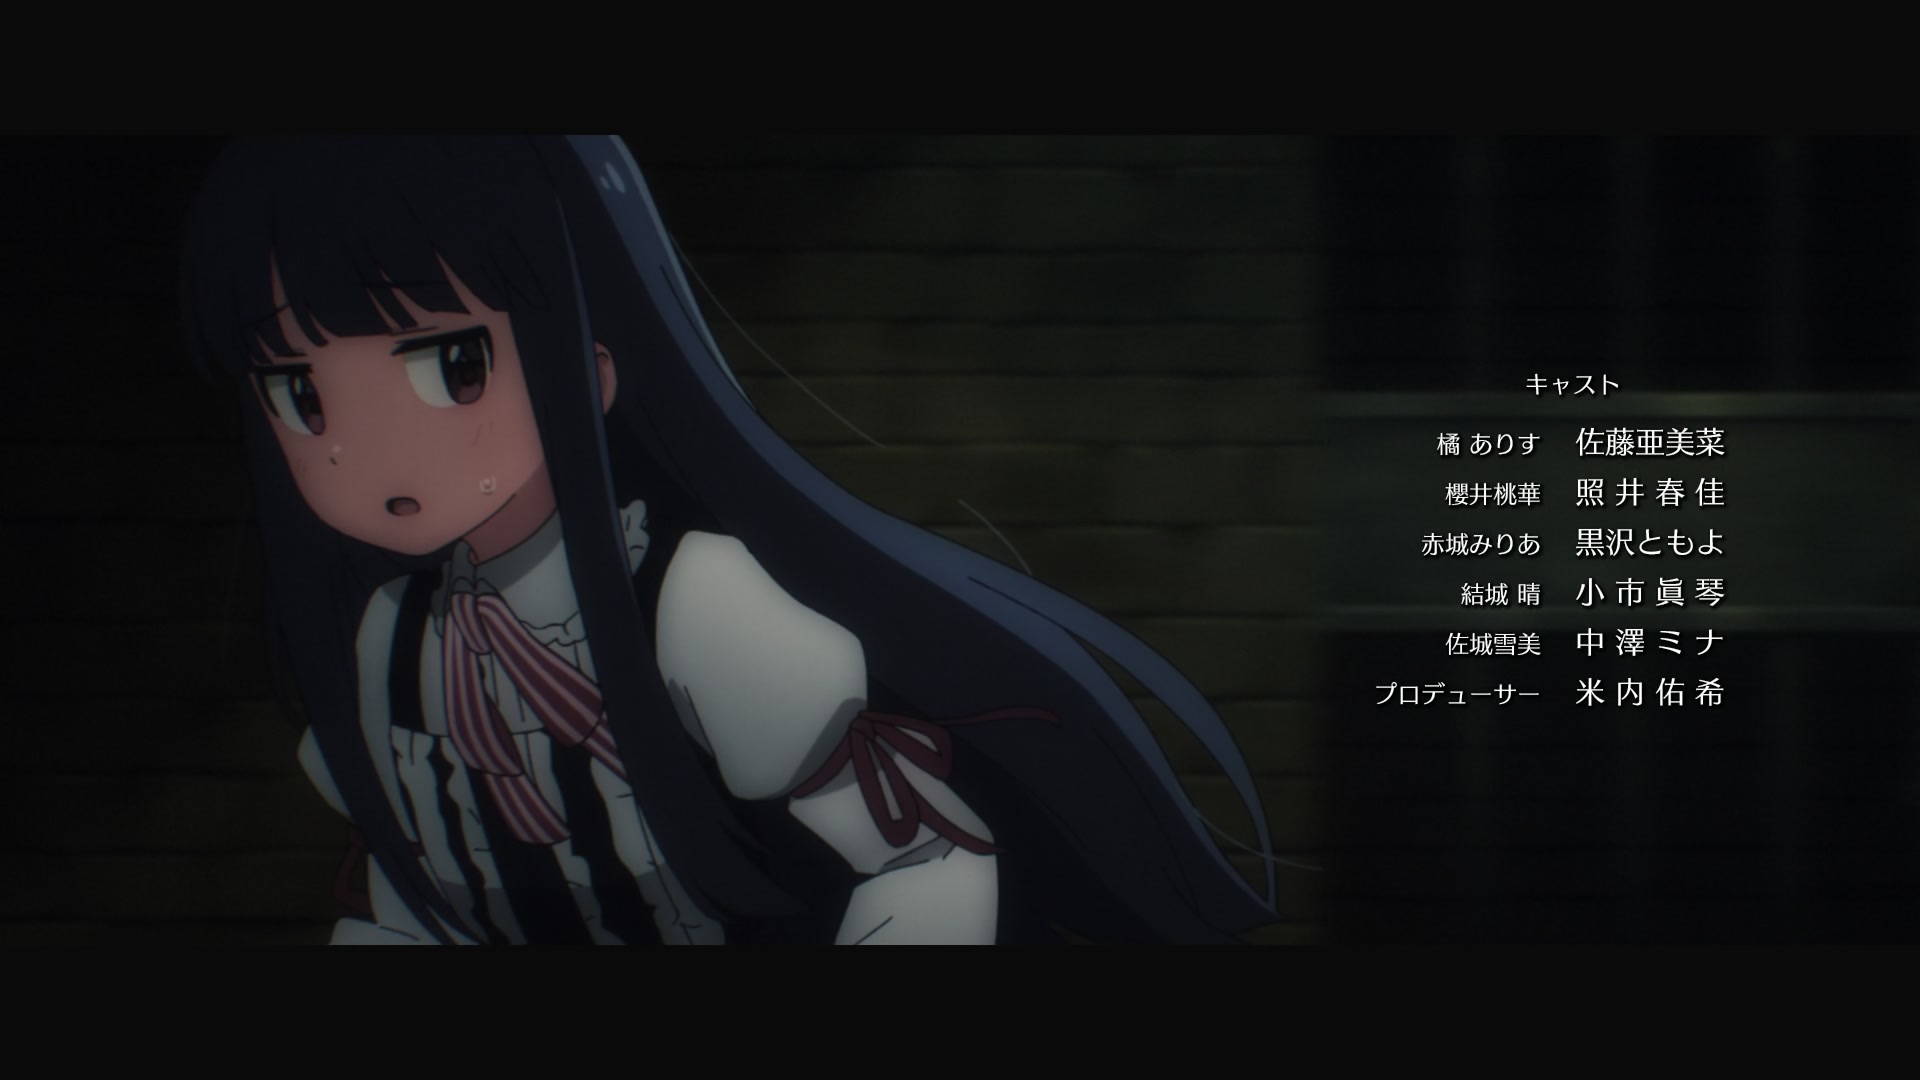 キャスト
橘 ありす 佐藤亜美菜
櫻井桃華 照井春佳
赤城みりあ 黒沢ともよ
結城 晴 小市眞琴
佐城雪美 中澤ミナ
プロデューサー 米内佑希